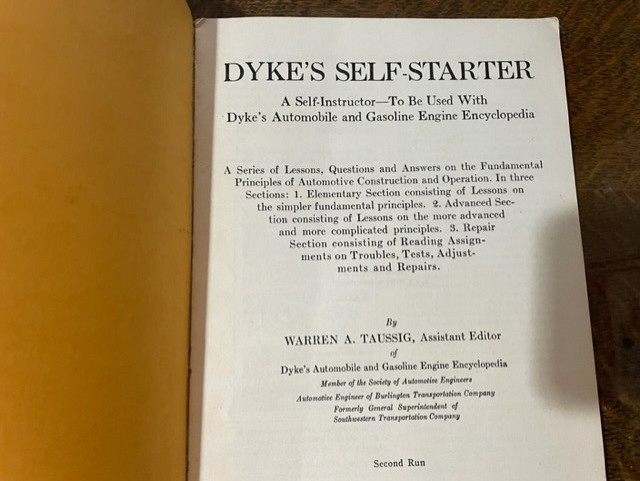 DYKE'S SELF-STARTER
A Self-Instructor—To Be Used With
Dyke's Automobile and Gasoline Engine Encyclopedia
A Series of Lessons, Questions and Answers on the Fundamental
Principles of Automotive Construction and Operation. In three
Sections: 1. Elementary Section consisting of Lessons on
the simpler fundamental principles. 2. Advanced Sec-
tion consisting of Lessons on the more advanced
and more complicated principles. 3. Repair
Section consisting of Reading Assign-
ments on Troubles, Tests, Adjust-
ments and Repairs.
By
WARREN A. TAUSSIG, Assistant Editor
of
Dyke's Automobile and Gasoline Engine Encyclopedia
Member of the Society of Automotive Engineers
Automotive Engineer of Burlington Transportation Company
Formerly General Superintendent of
Southwestern Transportation Company
Second Run